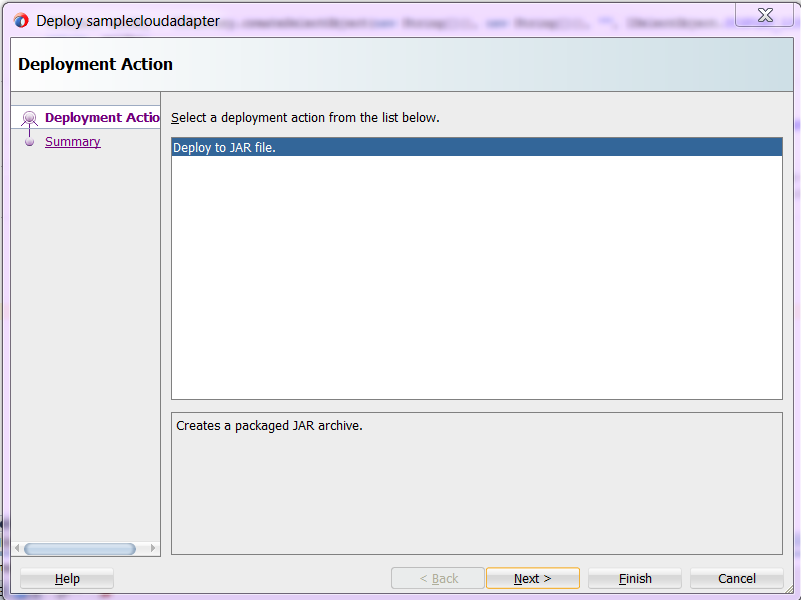 Deploy samplecloudadapter
Deployment Action
Deployment Actio
Summary
Select a deployment action from the list below.
Deploy to JAR file.
Creates a packaged JAR archive.
Help
< Back
Next >
Finish
Cancel